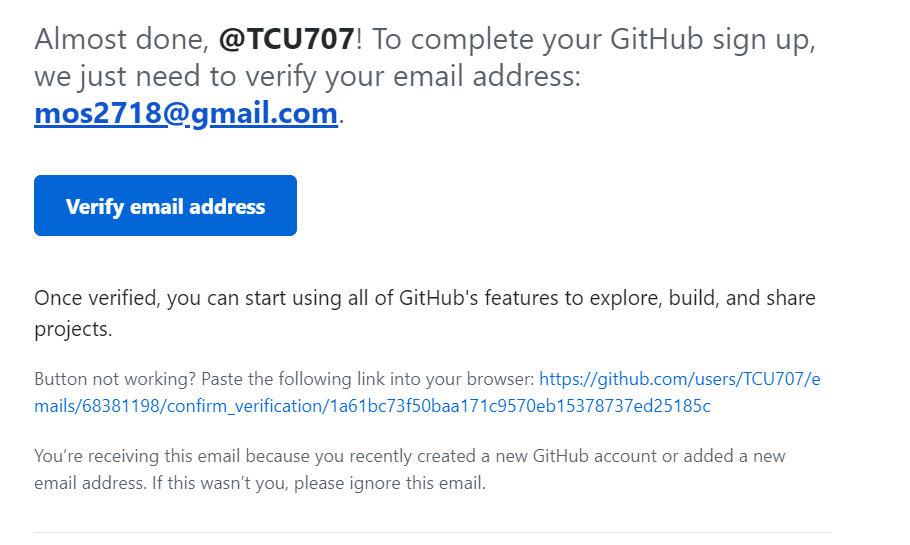 Almost done, @TCU707! To complete your GitHub sign up,
we just need to verify your email address:
mos2718@gmail.com.
Verify email address
Once verified, you can start using all of GitHub's features to explore, build, and share
projects.
Button not working? Paste the following link into your browser: https://github.com/users/TCU707/e
mails/68381198/confirm_verification/1a61bc73f50baa171c9570eb15378737ed25185c
You’re receiving this email because you recently created a new GitHub account or added a new
email address. If this wasn’t you, please ignore this email.